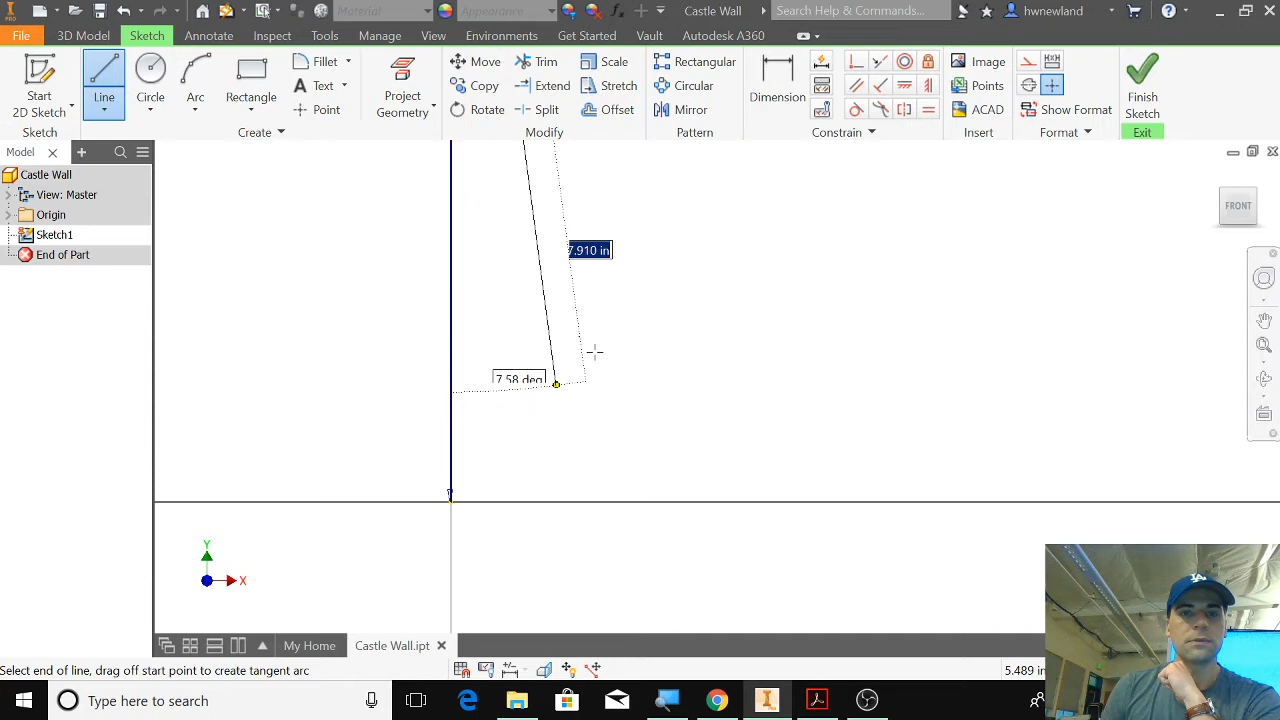 PRO
Material
Appearance
Castle Wall
Search Help & Commands...
hwnewland
File
3D Model
Sketch
Annotate
Inspect
Tools
Manage
View
Environments
Get Started
Vault
Autodesk A360
Start
2D Sketch
Line
Circle
Arc
Rectangle
Fillet
Text
Point
Project
Geometry
Move
Copy
Rotate
Trim
Extend
Split
Scale
Stretch
Offset
Rectangular
Circular
Mirror
Dimension
Image
Points
ACAD
Show Format
Finish
Sketch
Sketch
Create
Modify
Pattern
Constrain
Insert
Format
Exit
Model
Castle Wall
View: Master
Origin
Sketch1
End of Part
FRONT
7.910 in
7.58 deg
Y
X
My Home
Castle Wall.ipt
Select end of line, drag off start point to create tangent arc
5.489 in
Type here to search
LA